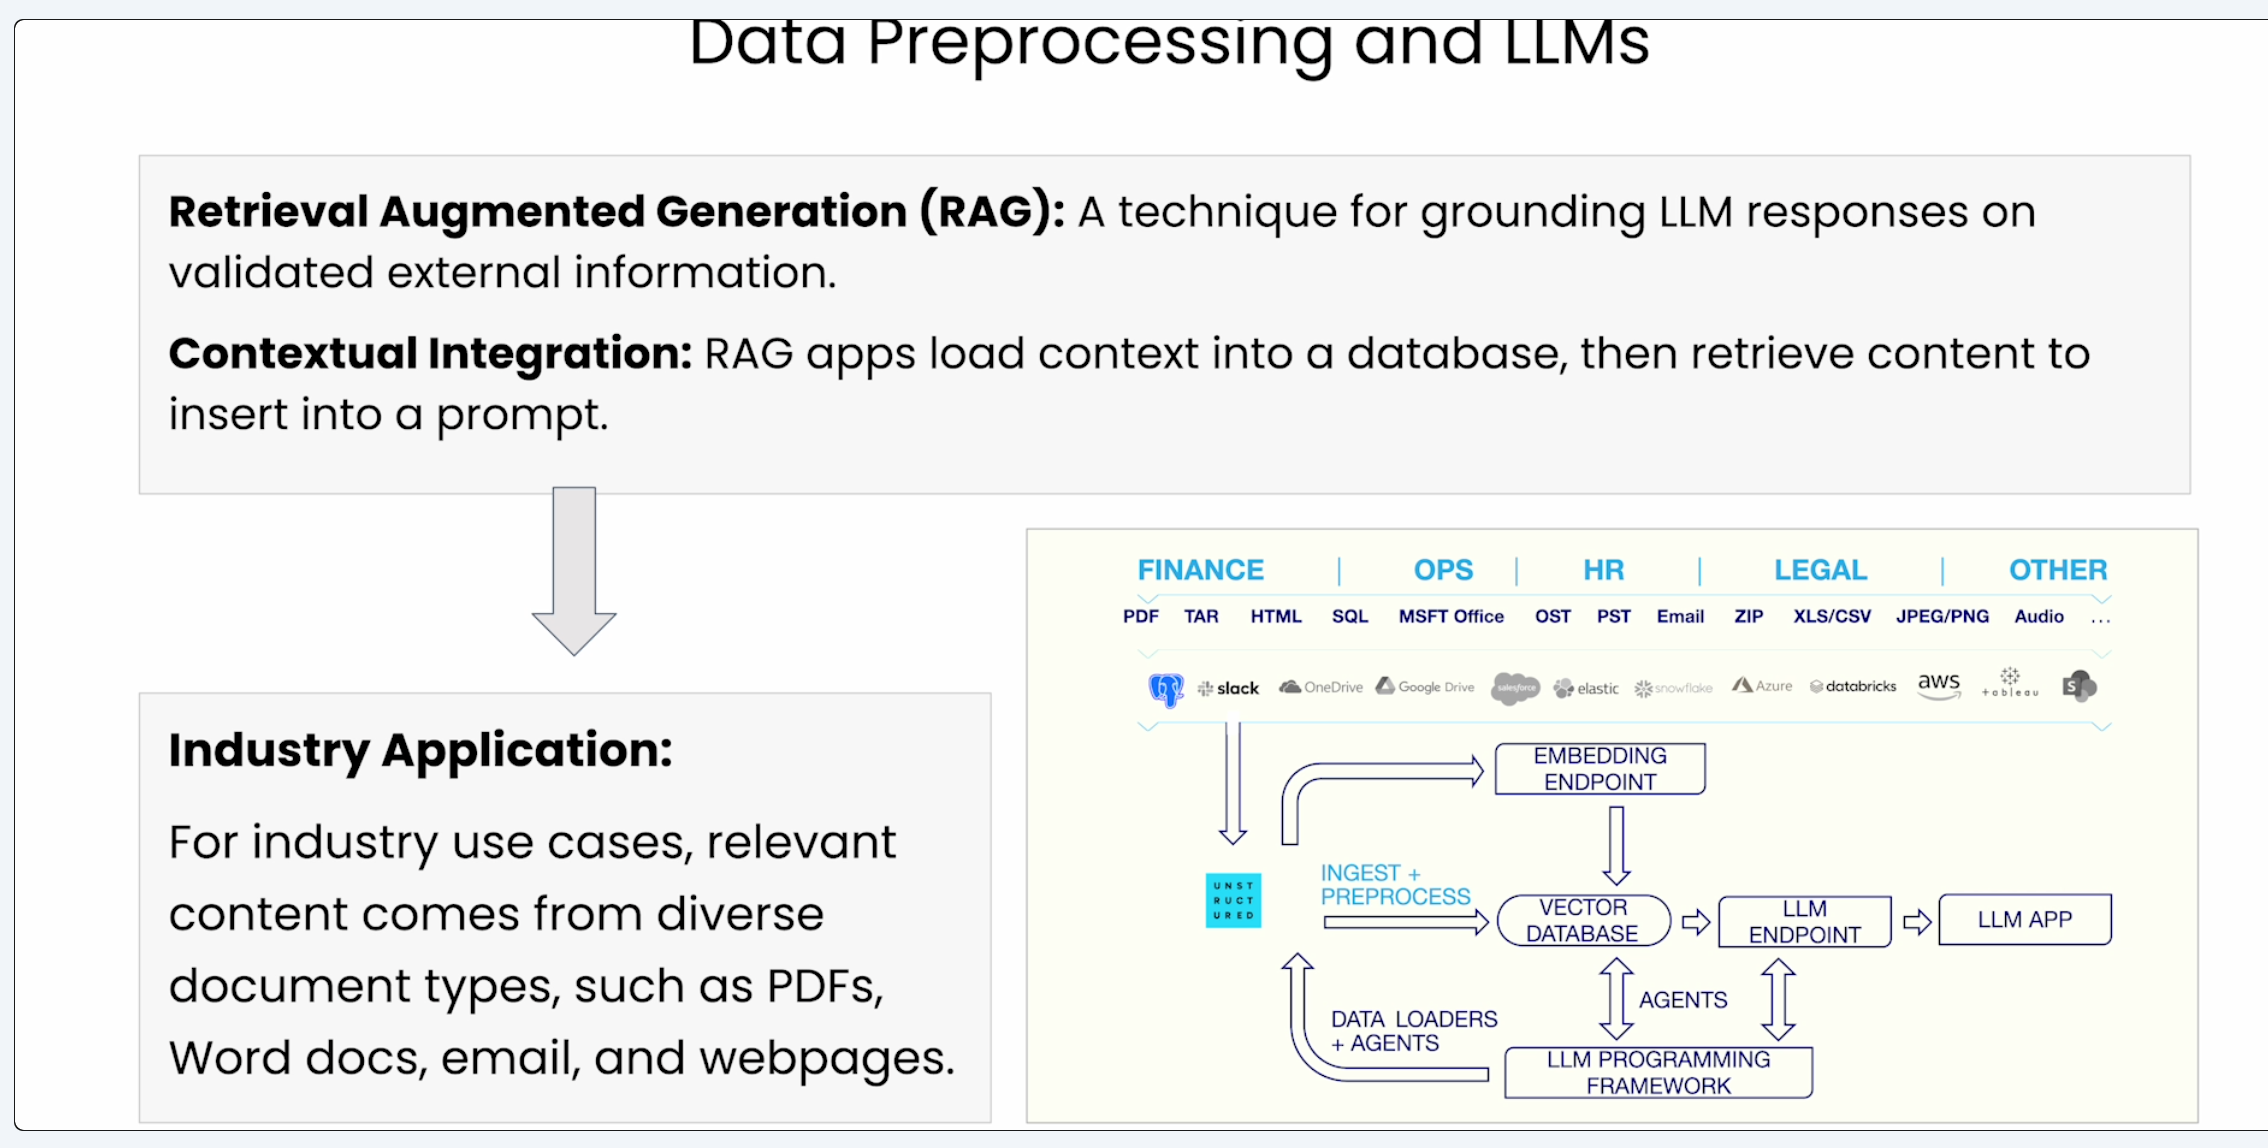 Data Preprocessing and LLMs
Retrieval Augmented Generation (RAG): A technique for grounding LLM responses on
validated external information.
Contextual Integration: RAG apps load context into a database, then retrieve content to
insert into a prompt.
Industry Application:
For industry use cases, relevant
content comes from diverse
document types, such as PDFs,
Word docs, email, and webpages.
FINANCE | OPS | HR | LEGAL | OTHER
PDF TAR HTML SQL MSFT Office OST PST Email ZIP XLS/CSV JPEG/PNG Audio ...
slack OneDrive Google Drive salesforce elastic snowflake Azure databricks aws +ableau S
EMBEDDING
ENDPOINT
UNST
RUCT
URED
INGEST +
PREPROCESS
VECTOR
DATABASE
LLM
ENDPOINT
LLM APP
AGENTS
DATA LOADERS
+ AGENTS
LLM PROGRAMMING
FRAMEWORK